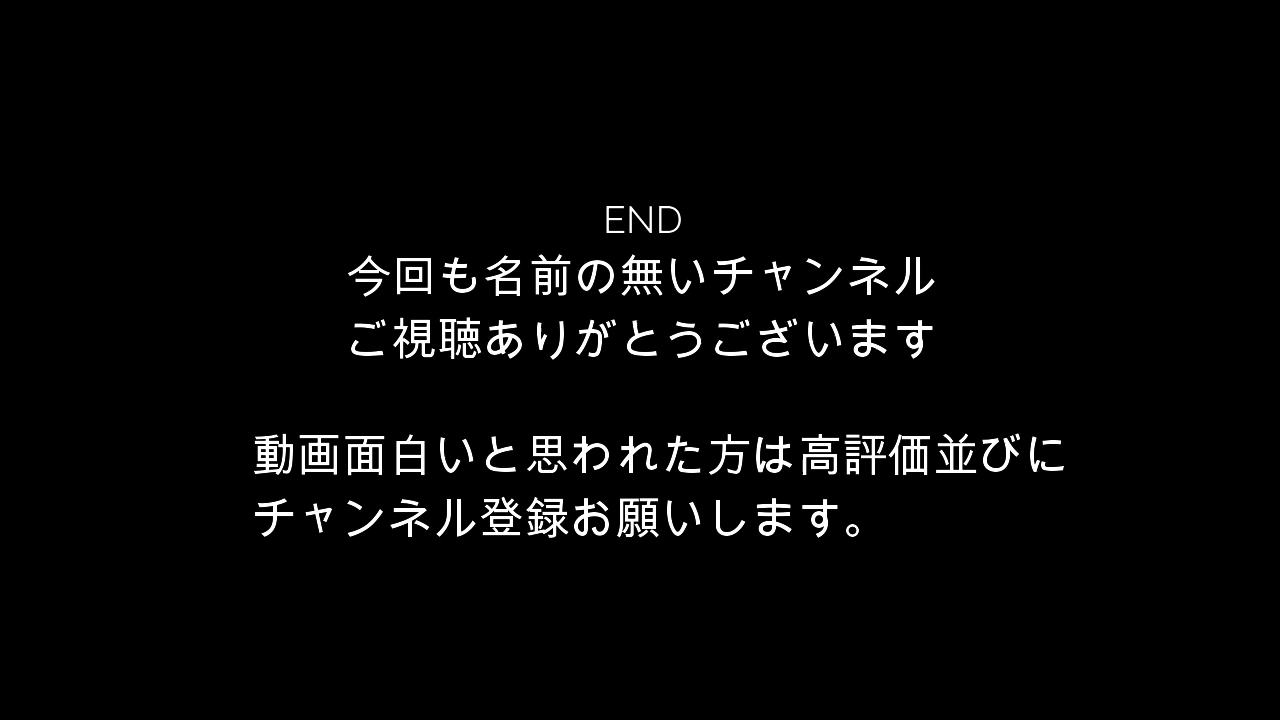 END
今回も名前の無いチャンネル
ご視聴ありがとうございます
動画面白いと思われた方は高評価並びに
チャンネル登録お願いします。